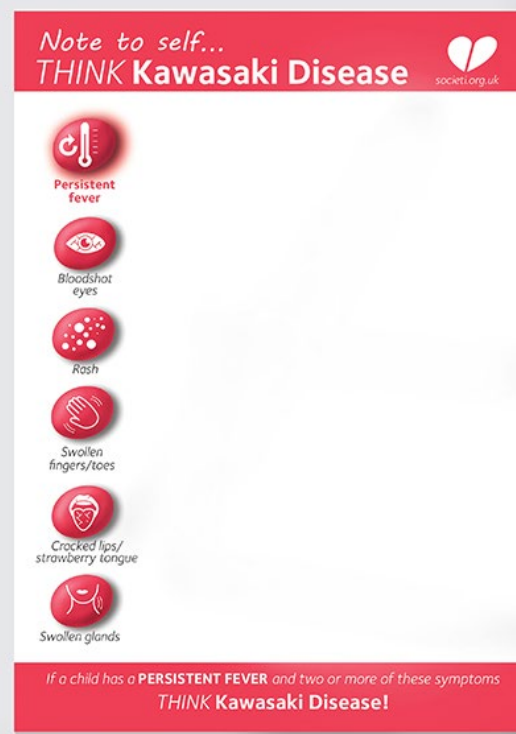 Note to self...
THINK Kawasaki Disease
societi.org.uk
Persistent
fever
Bloodshot
eyes
Rash
Swollen
fingers/toes
Cracked lips/
strawberry tongue
Swollen glands
If a child has a PERSISTENT FEVER and two or more of these symptoms
THINK Kawasaki Disease!